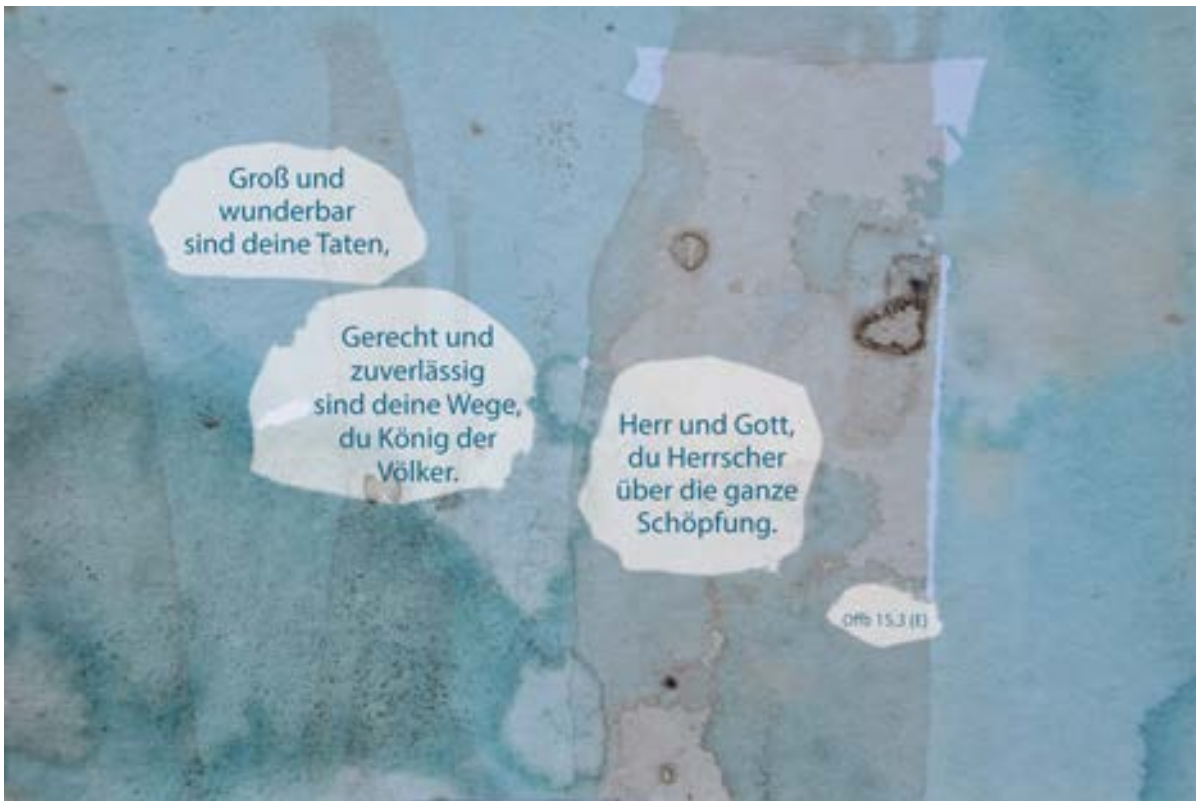 Groß und
wunderbar
sind deine Taten,
Gerecht und
zuverlässig
sind deine Wege,
du König der
Völker.
Herr und Gott,
du Herrscher
über die ganze
Schöpfung.
Offb 15,3 (E)